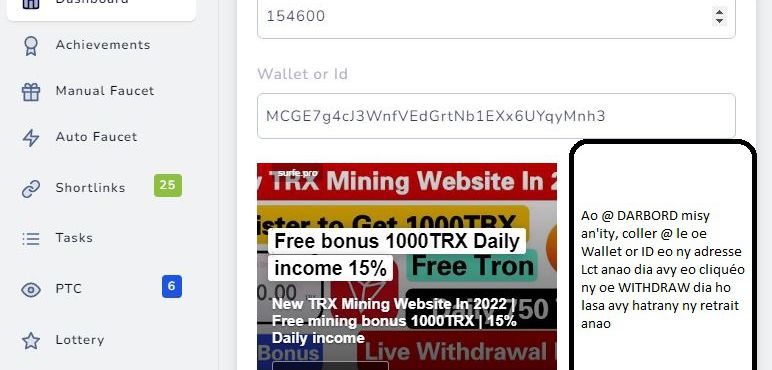 Dashboard
Achievements
Manual Faucet
Auto Faucet
Shortlinks 25
Tasks
PTC 6
Lottery
154600
Wallet or Id
MCGE7g4cJ3WnfVEdGrtNb1EXx6UYqyMnh3
surfe.pro
TRX Mining Website In 2
ister to Get 1000TRX
Free bonus 1000TRX Daily
income 15%
Free Tron
00.00
New TRX Mining Website In 2022 |
Free mining bonus 1000TRX | 15%
Daily income
750
Bonus
Live Withdrawal
Ao @ DARBORD misy
an'ity, coller @ le oe
Wallet or ID eo ny adresse
Lct anao dia avy eo cliquéo
ny oe WITHDRAW dia ho
lasa avy hatrany ny retrait
anao